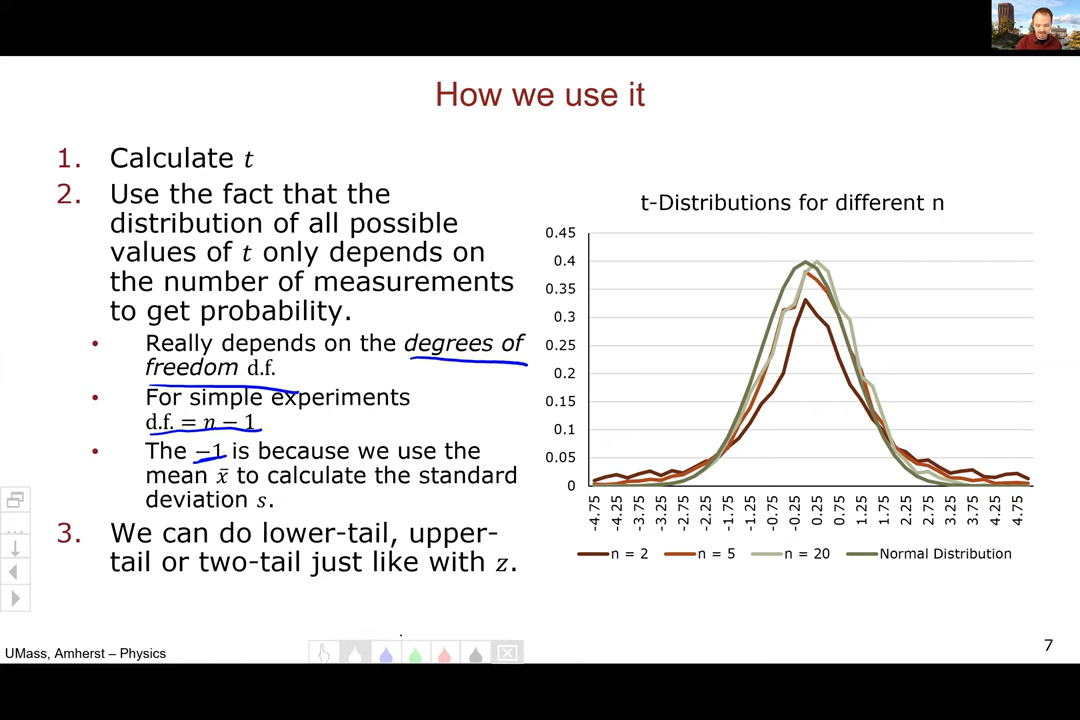 How we use it
1. Calculate t
2. Use the fact that the
distribution of all possible
values of t only depends on
the number of measurements
to get probability.
• Really depends on the degrees of
freedom d.f.
• For simple experiments
d.f. = n − 1
• The −1 is because we use the
mean x̄ to calculate the standard
deviation s.
3. We can do lower-tail, upper-
tail or two-tail just like with z.
t-Distributions for different n
0.45
0.4
0.35
0.3
0.25
0.2
0.15
0.1
0.05
0
-4.75 -4.25 -3.75 -3.25 -2.75 -2.25 -1.75 -1.25 -0.75 -0.25 0.25 0.75 1.25 1.75 2.25 2.75 3.25 3.75 4.25 4.75
n = 2 n = 5 n = 20 Normal Distribution
UMass, Amherst – Physics
7